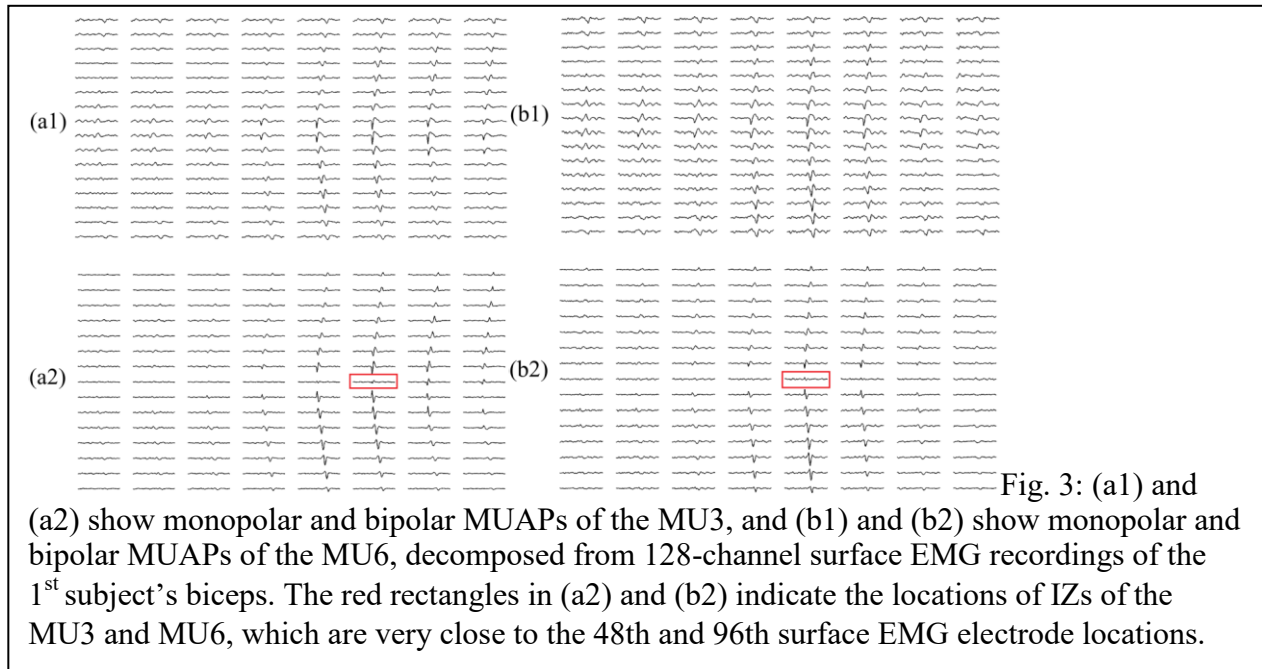 (a1)
(b1)
(a2)
(b2)
Fig. 3: (a1) and
(a2) show monopolar and bipolar MUAPs of the MU3, and (b1) and (b2) show monopolar and
bipolar MUAPs of the MU6, decomposed from 128-channel surface EMG recordings of the
1st subject's biceps. The red rectangles in (a2) and (b2) indicate the locations of IZs of the
MU3 and MU6, which are very close to the 48th and 96th surface EMG electrode locations.